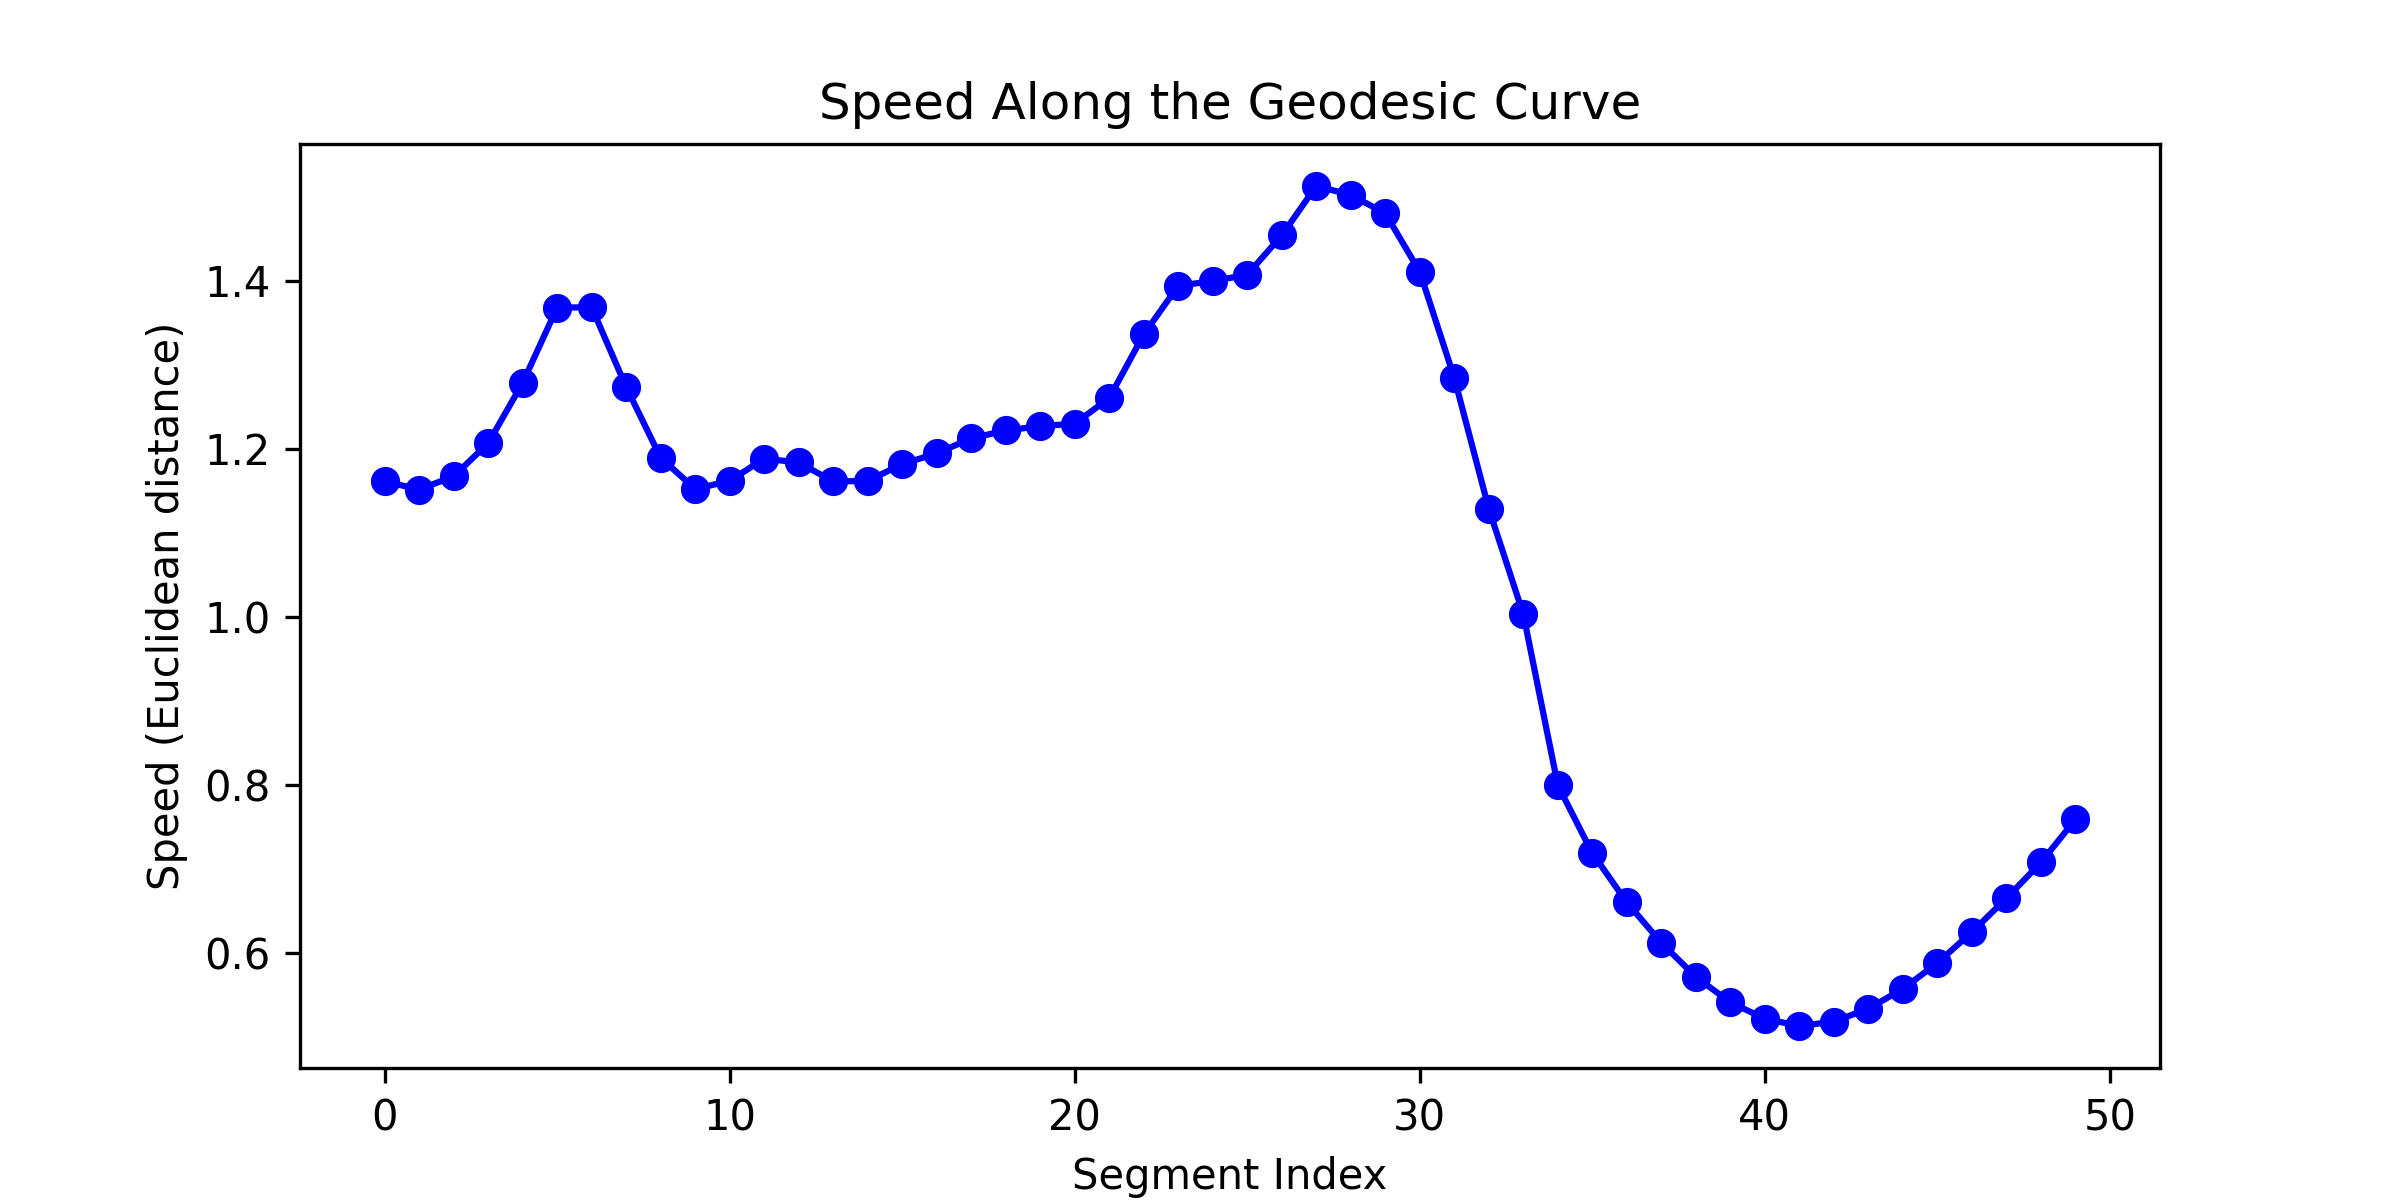 Speed Along the Geodesic Curve
Speed (Euclidean distance)
1.4
1.2
1.0
0.8
0.6
0 10 20 30 40 50
Segment Index